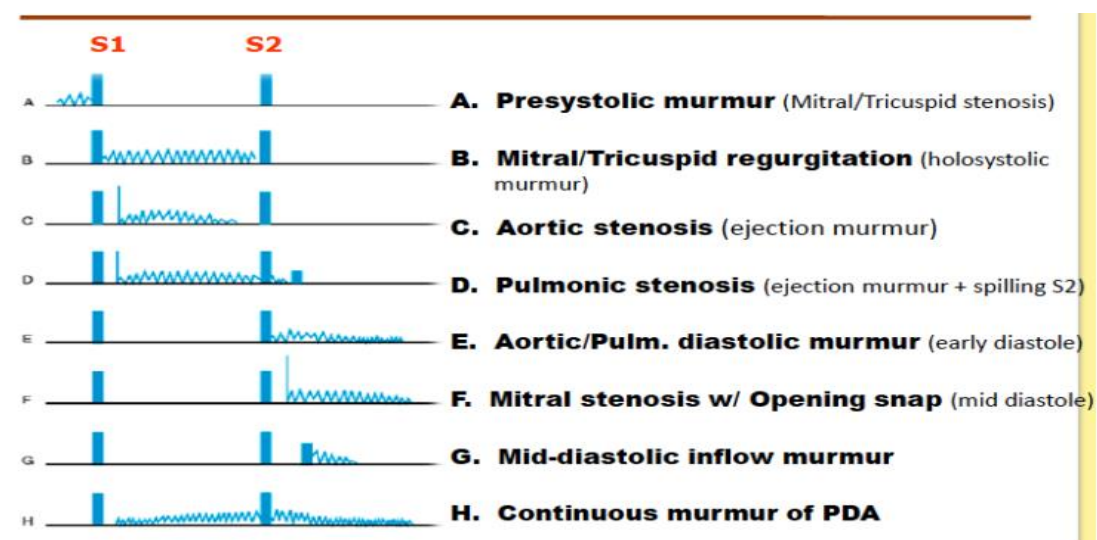 S1 S2
A A. Presystolic murmur (Mitral/Tricuspid stenosis)
B B. Mitral/Tricuspid regurgitation (holosystolic
murmur)
C C. Aortic stenosis (ejection murmur)
D D. Pulmonic stenosis (ejection murmur + spilling S2)
E E. Aortic/Pulm. diastolic murmur (early diastole)
F F. Mitral stenosis w/ Opening snap (mid diastole)
G G. Mid-diastolic inflow murmur
H H. Continuous murmur of PDA